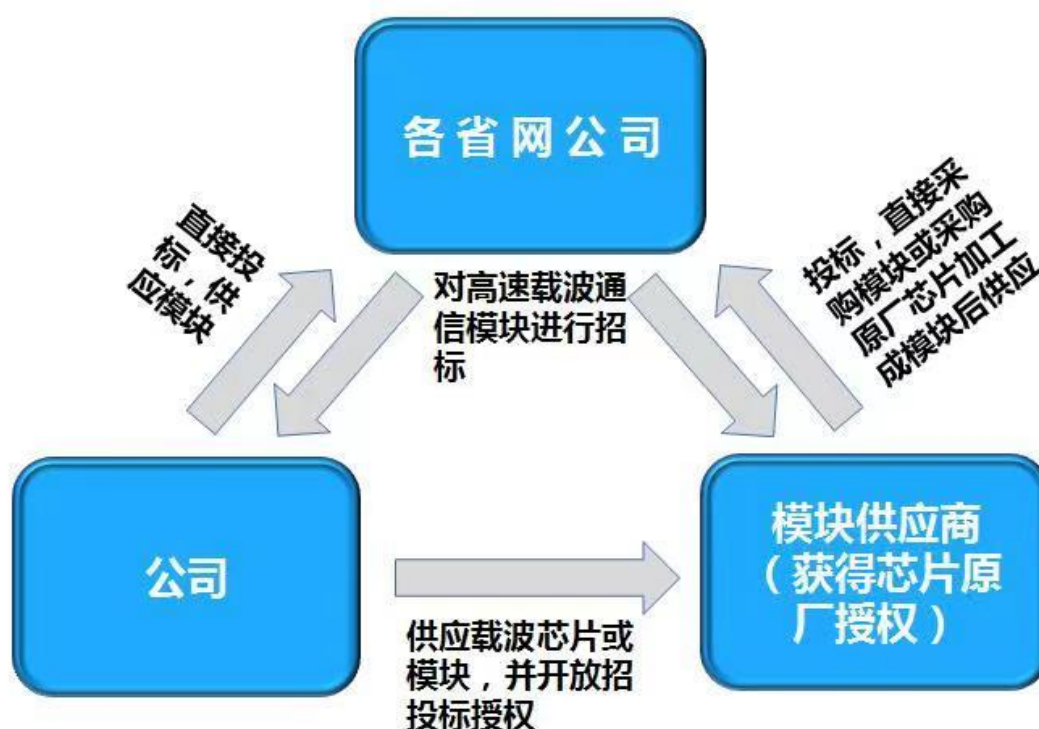 各省网公司
直接投
标，供
应模块
对高速载波通
信模块进行招
标
投标，直接采
购模块或采购
原厂芯片加工
成模块后供应
公司
模块供应商
（获得芯片原
厂授权）
供应载波芯片或
模块，并开放招
投标授权